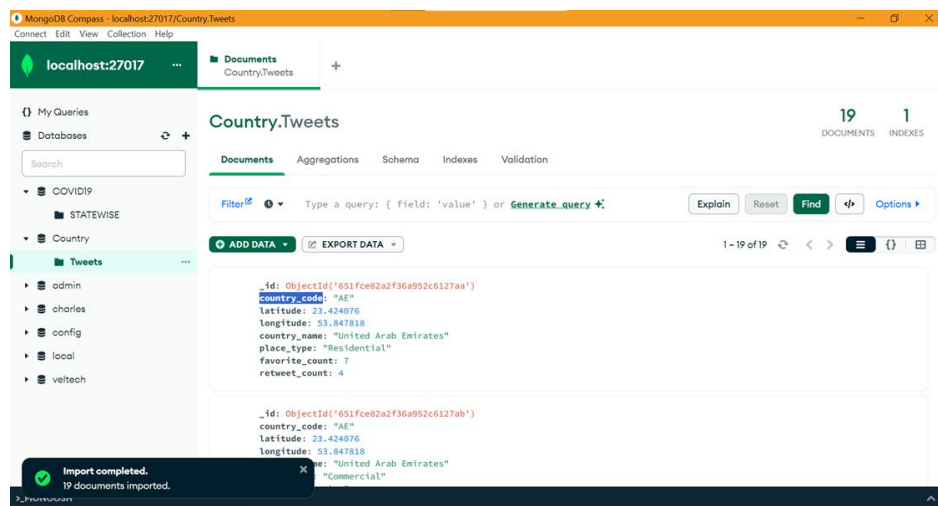 MongoDB Compass - localhost:27017/Country.Tweets
Connect Edit View Collection Help
localhost:27017 ...
Documents
Country.Tweets
{} My Queries
Databases
Search
COVID19
STATEWISE
Country
Tweets ...
admin
charles
config
local
veltech
Country.Tweets
19
DOCUMENTS
1
INDEXES
Documents Aggregations Schema Indexes Validation
Filter Type a query: { field: 'value' } or Generate query
Explain Reset Find </> Options
ADD DATA EXPORT DATA
1 – 19 of 19 {}
_id: ObjectId('651fce82a2f36a952c6127aa')
country_code: "AE"
latitude: 23.424076
longitude: 53.847818
country_name: "United Arab Emirates"
place_type: "Residential"
favorite_count: 7
retweet_count: 4
_id: ObjectId('651fce82a2f36a952c6127ab')
country_code: "AE"
latitude: 23.424076
longitude: 53.847818
me: "United Arab Emirates"
: "Commercial"
Import completed.
19 documents imported.
>_MONGOSH